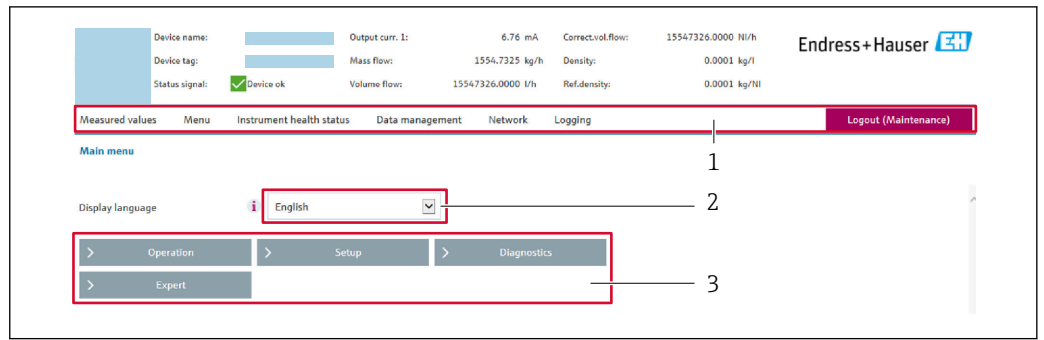 Device name: Output curr. 1: 6.76 mA Correct.vol.flow: 15547326.0000 Nl/h
Endress+Hauser EH
Device tag: Mass flow: 1554.7325 kg/h Density: 0.0001 kg/l
Status signal: Device ok Volume flow: 15547326.0000 l/h Ref.density: 0.0001 kg/Nl
Measured values Menu Instrument health status Data management Network Logging Logout (Maintenance)
1
Main menu
Display language i English 2
> Operation > Setup > Diagnostics
> Expert 3